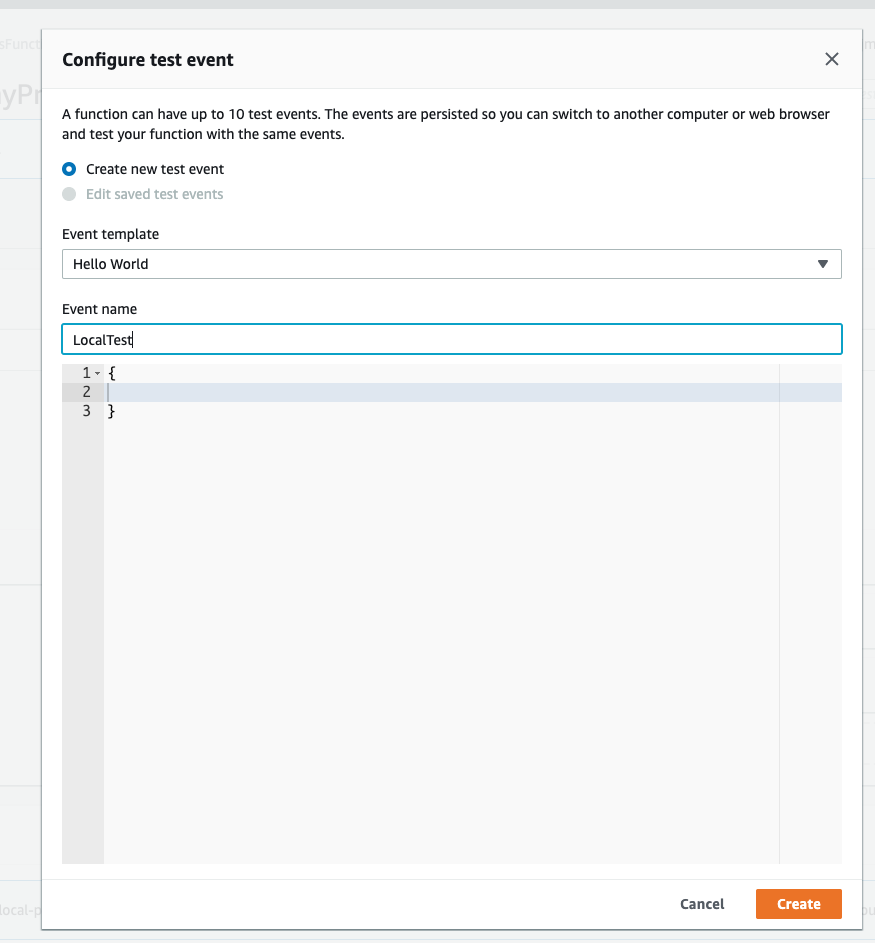 Configure test event
A function can have up to 10 test events. The events are persisted so you can switch to another computer or web browser
and test your function with the same events.
Create new test event
Edit saved test events
Event template
Hello World
Event name
LocalTest
1 {
2
3 }
Cancel
Create